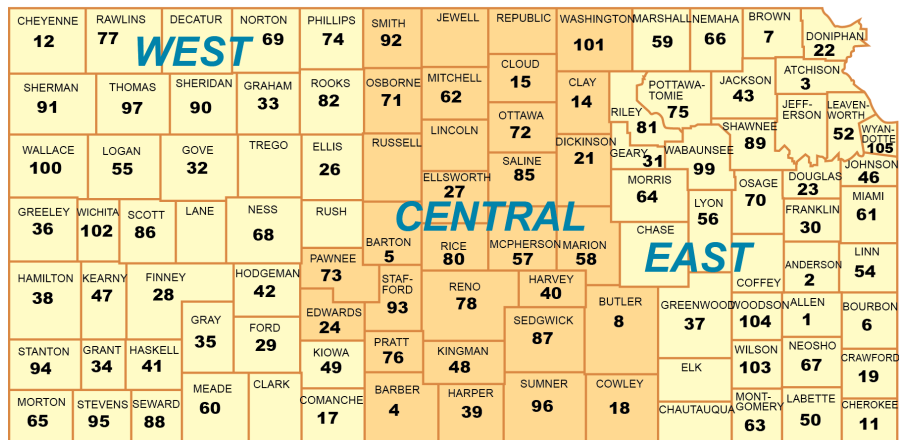 CHEYENNE
12
RAWLINS
77
DECATUR
NORTON
69
PHILLIPS
74
SMITH
92
JEWELL
REPUBLIC
WASHINGTON
101
MARSHALL
59
NEMAHA
66
BROWN
7
DONIPHAN
22
WEST
SHERMAN
91
THOMAS
97
SHERIDAN
90
GRAHAM
33
ROOKS
82
OSBORNE
71
MITCHELL
62
CLOUD
15
CLAY
14
RILEY
81
POTTAWA-
TOMIE
75
JACKSON
43
ATCHISON
3
JEFF-
ERSON
LEAVEN-
WORTH
52
WYAN-
DOTTE
105
WALLACE
100
LOGAN
55
GOVE
32
TREGO
ELLIS
26
RUSSELL
LINCOLN
OTTAWA
72
SALINE
85
DICKINSON
21
GEARY
31
WABAUNSEE
99
SHAWNEE
89
DOUGLAS
23
JOHNSON
46
ELLSWORTH
27
MORRIS
64
OSAGE
70
GREELEY
36
WICHITA
102
SCOTT
86
LANE
NESS
68
RUSH
BARTON
5
CENTRAL
RICE
80
MCPHERSON
57
MARION
58
CHASE
LYON
56
EAST
FRANKLIN
30
MIAMI
61
HAMILTON
38
KEARNY
47
FINNEY
28
HODGEMAN
42
PAWNEE
73
STAF-
FORD
93
RENO
78
HARVEY
40
BUTLER
8
GREENWOOD
37
COFFEY
ANDERSON
2
LINN
54
GRAY
35
FORD
29
EDWARDS
24
SEDGWICK
87
WOODSON
104
ALLEN
1
BOURBON
6
STANTON
94
GRANT
34
HASKELL
41
KIOWA
49
PRATT
76
KINGMAN
48
ELK
WILSON
103
NEOSHO
67
CRAWFORD
19
MORTON
65
STEVENS
95
SEWARD
88
MEADE
60
CLARK
COMANCHE
17
BARBER
4
HARPER
39
SUMNER
96
COWLEY
18
CHAUTAUQUA
MONT-
GOMERY
63
LABETTE
50
CHEROKEE
11